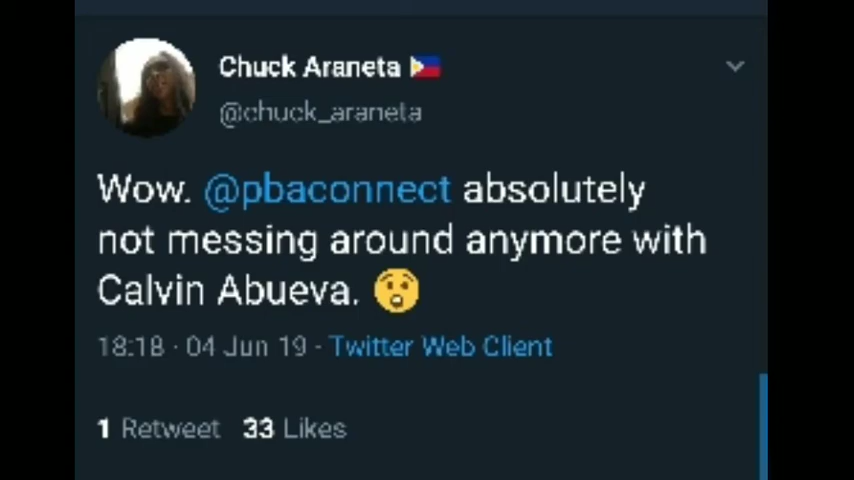 Chuck Araneta 🇵🇭
@chuck_araneta
Wow. @pbaconnect absolutely
not messing around anymore with
Calvin Abueva. 😲
18:18 · 04 Jun 19 · Twitter Web Client
1 Retweet 33 Likes